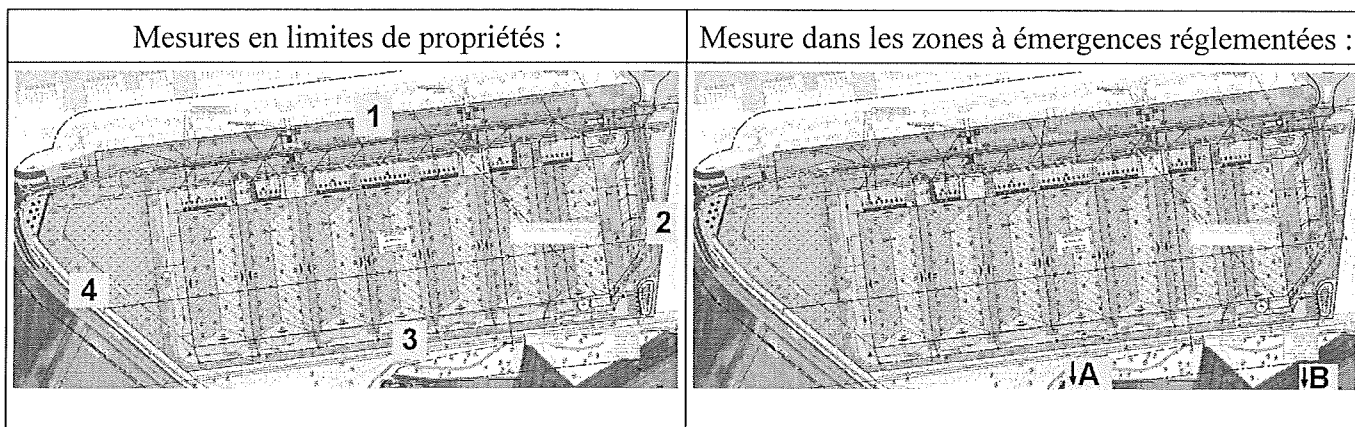 Mesures en limites de propriétés :
Mesure dans les zones à émergences réglementées :
1
2
3
4
↓A
↓B